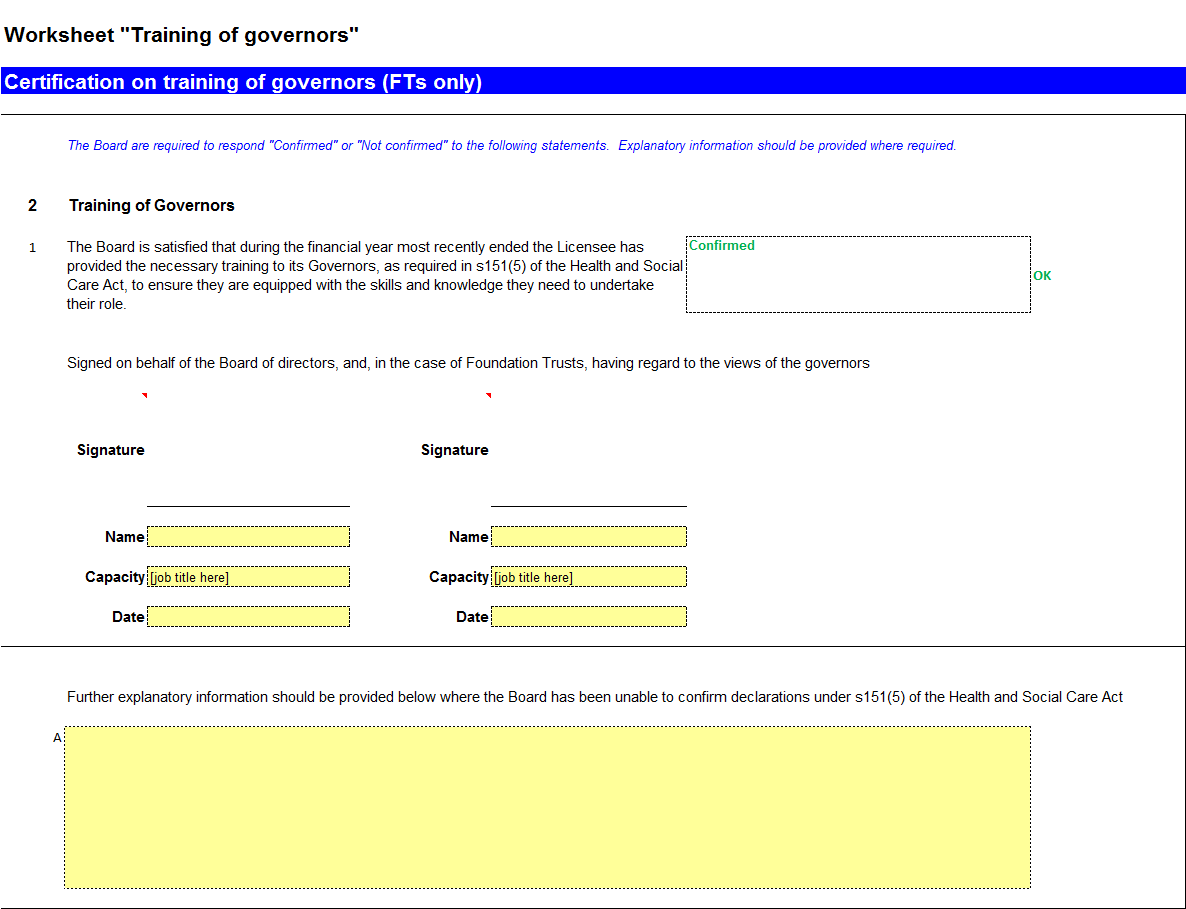 Worksheet "Training of governors"
Certification on training of governors (FTs only)
The Board are required to respond "Confirmed" or "Not confirmed" to the following statements.  Explanatory information should be provided where required.
2 Training of Governors
1 The Board is satisfied that during the financial year most recently ended the Licensee has
provided the necessary training to its Governors, as required in s151(5) of the Health and Social
Care Act, to ensure they are equipped with the skills and knowledge they need to undertake
their role.
Confirmed
OK
Signed on behalf of the Board of directors, and, in the case of Foundation Trusts, having regard to the views of the governors
Signature Signature
Name Name
Capacity [job title here] Capacity [job title here]
Date Date
Further explanatory information should be provided below where the Board has been unable to confirm declarations under s151(5) of the Health and Social Care Act
A